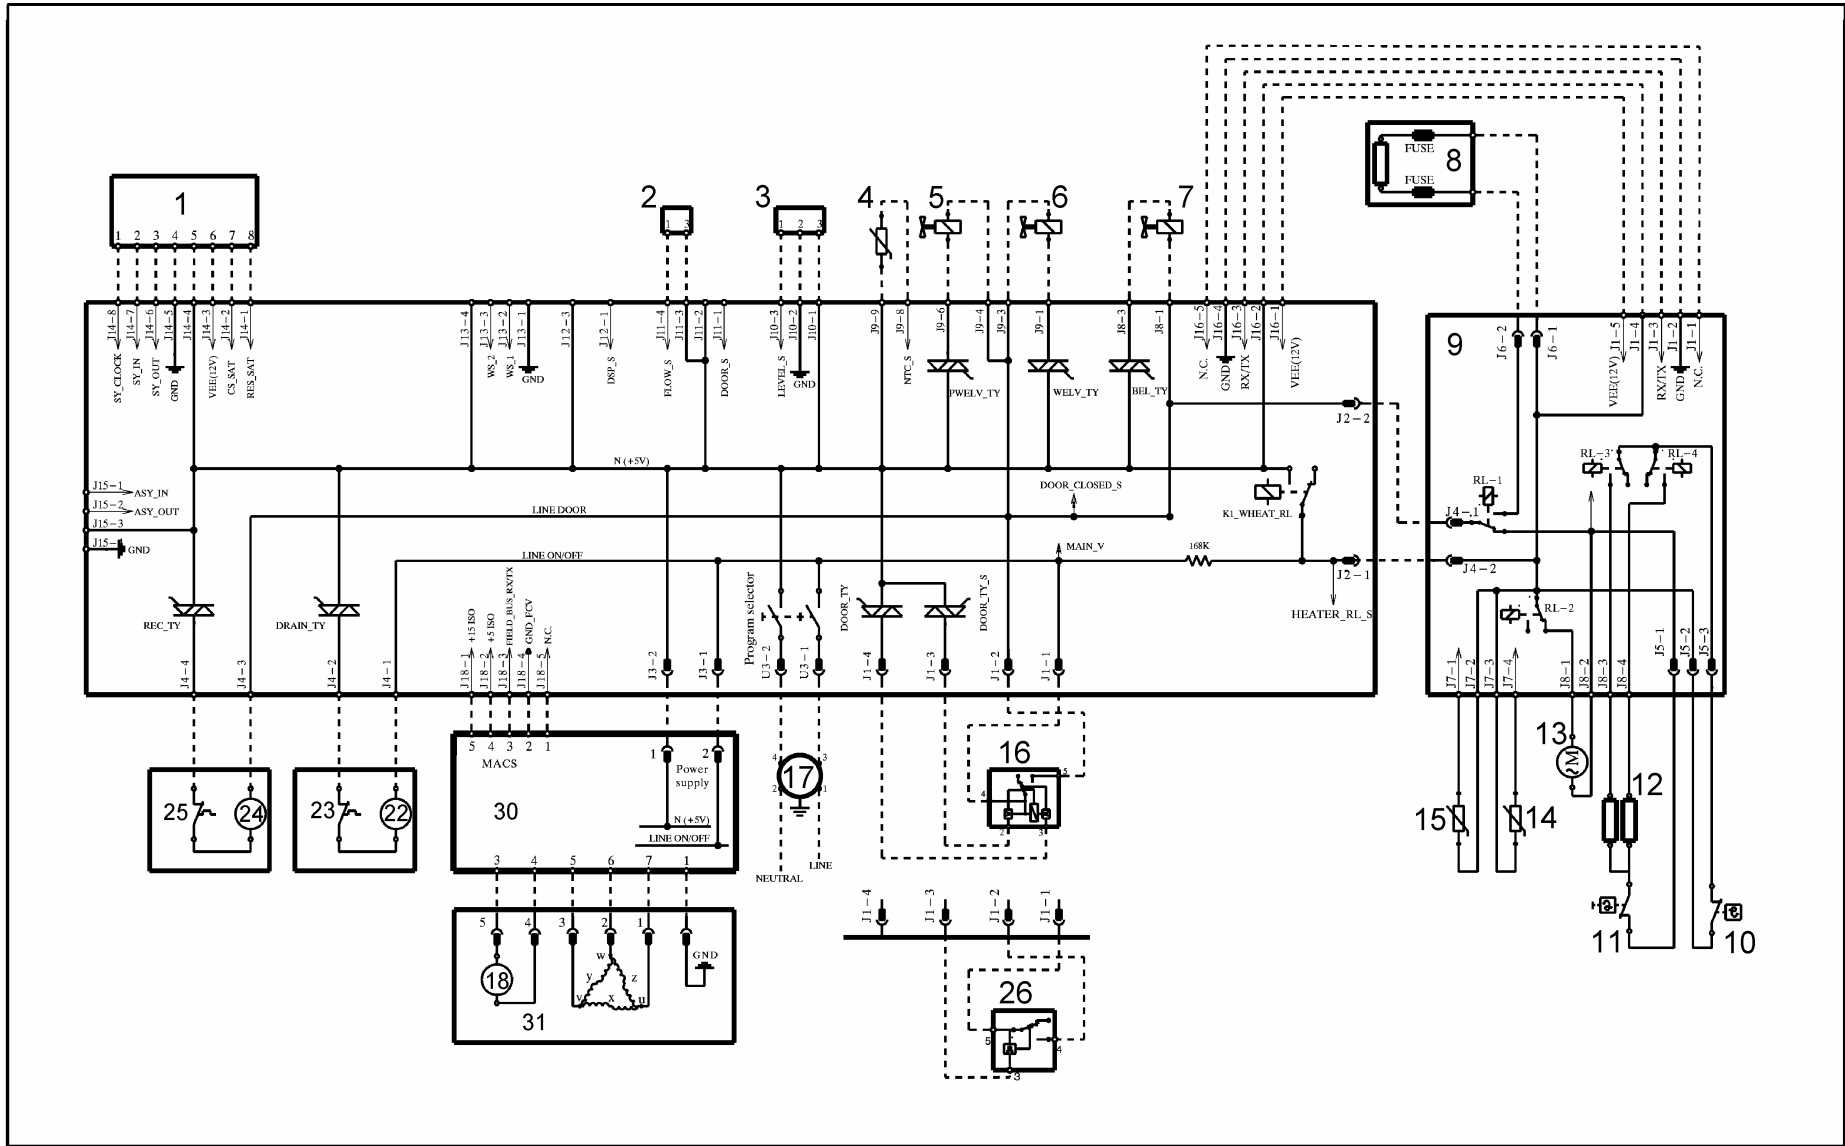 1
1 2 3 4 5 6 7 8
2
1 3
3
1 2 3
4
5
6
7
FUSE
8
FUSE
9
J14-8
J14-7
J14-6
J14-5
J14-4
J14-3
J14-2
J14-1
SY_CLOCK
SY_IN
SY_OUT
GND
VEE(12V)
CS_SAT
RES_SAT
J13-4
J13-3
J13-2
J13-1
WS_2
WS_1
GND
J12-3
J12-1
DSP_S
J11-4
J11-3
J11-2
J11-1
FLOW_S
DOOR_S
J10-3
J10-2
J10-1
LEVEL_S
GND
J9-9
J9-8
NTC_S
J9-6
J9-4
J9-3
J9-1
PWELV_TY
WELV_TY
J8-3
J8-1
BEL_TY
J16-5
J16-4
J16-3
J16-2
J16-1
N.C.
GND
RX/TX
VEE(12V)
J2-2
J6-2
J6-1
J1-5
J1-4
J1-3
J1-2
J1-1
VEE(12V)
RX/TX
GND
N.C.
N (+5V)
J15-1
ASY_IN
J15-2
ASY_OUT
J15-3
J15-
GND
LINE DOOR
DOOR_CLOSED_S
K1_WHEAT_RL
RL-3
RL-4
RL-1
J4-1
LINE ON/OFF
MAIN_V
168K
J2-1
J4-2
HEATER_RL_S
RL-2
REC_TY
DRAIN_TY
J4-4
J4-3
J4-2
J4-1
J18-1
J18-2
J18-3
J18-4
J18-5
+15 ISO
+5 ISO
FIELD_BUS_RX/TX
GND_FCV
N.C.
J3-2
J3-1
Program selector
U3-2
U3-1
DOOR_TY
DOOR_TY_S
J1-4
J1-3
J1-2
J1-1
J7-1
J7-2
J7-3
J7-4
J8-1
J8-2
J8-3
J8-4
J5-1
J5-2
J5-3
5 4 3 2 1
MACS
1 2
Power
supply
30
N (+5V)
LINE ON/OFF
3 4 5 6 7 1
25
24
23
22
4 3
17
2 1
NEUTRAL
LINE
16
5
4
2 3
13
M
12
15
14
11
10
J1-4
J1-3
J1-2
J1-1
26
5
4
3
5 4 3 2 1
18
w
y z
v x u
GND
31